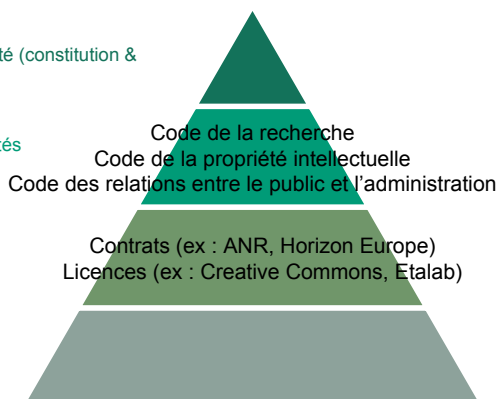 té (constitution &
tés
Code de la recherche
Code de la propriété intellectuelle
Code des relations entre le public et l'administration
Contrats (ex : ANR, Horizon Europe)
Licences (ex : Creative Commons, Etalab)